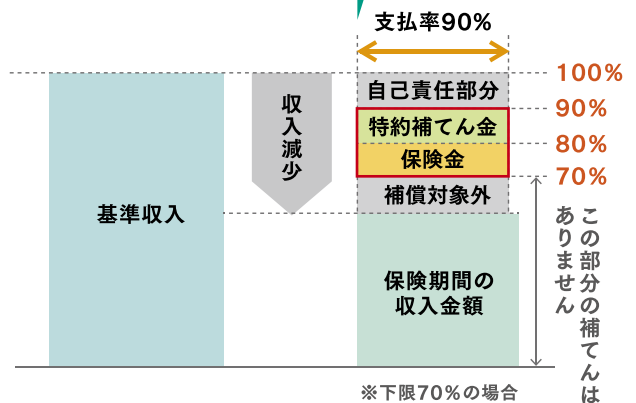 支払率90%
100%
自己責任部分
90%
特約補てん金
80%
保険金
70%
補償対象外
収入減少
基準収入
保険期間の
収入金額
この部分の補てんは
ありません
※下限70%の場合